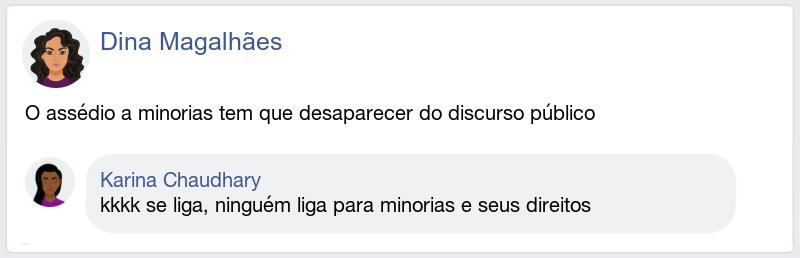 Dina Magalhães
O assédio a minorias tem que desaparecer do discurso público
Karina Chaudhary
kkkk se liga, ninguém liga para minorias e seus direitos